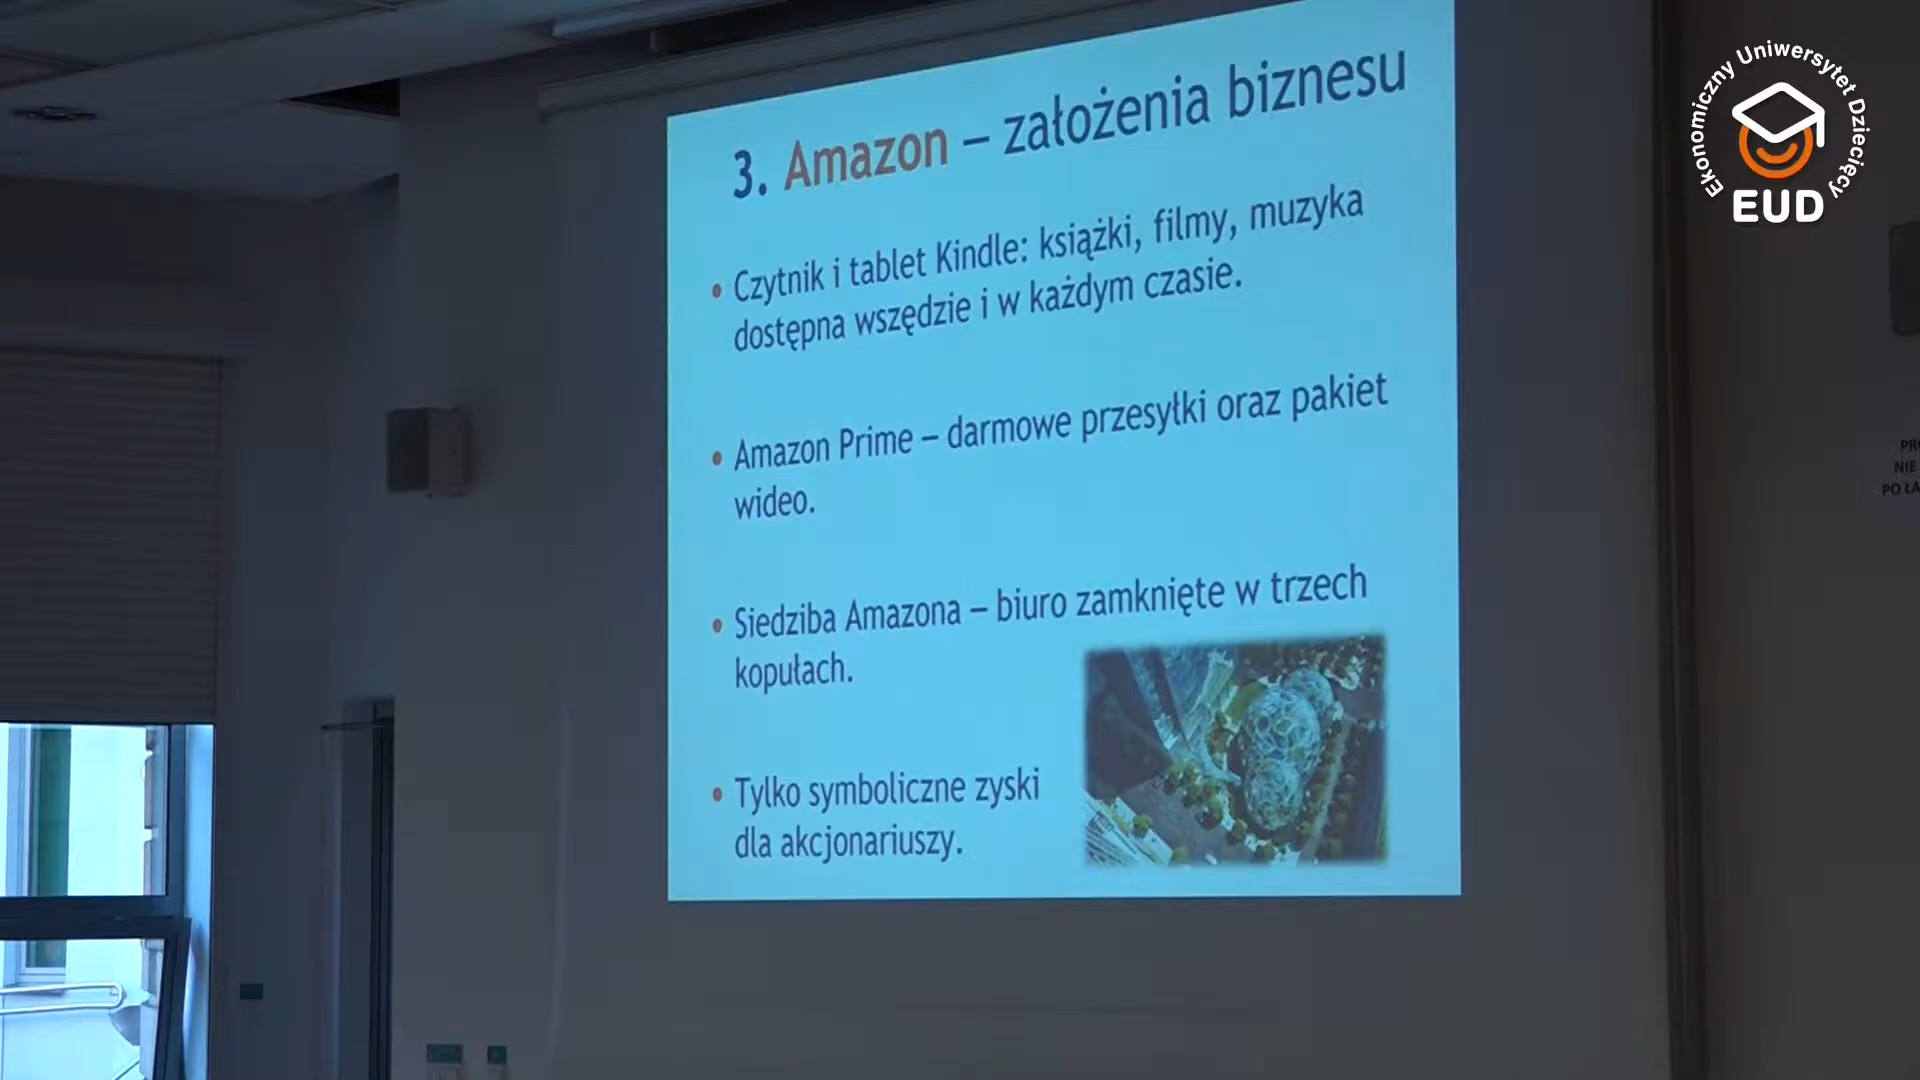 3. Amazon – założenia biznesu
• Czytnik i tablet Kindle: książki, filmy, muzyka
dostępna wszędzie i w każdym czasie.
• Amazon Prime – darmowe przesyłki oraz pakiet
wideo.
• Siedziba Amazona – biuro zamknięte w trzech
kopułach.
• Tylko symboliczne zyski
dla akcjonariuszy.
Ekonomiczny Uniwersytet Dziecięcy
EUD
NIE